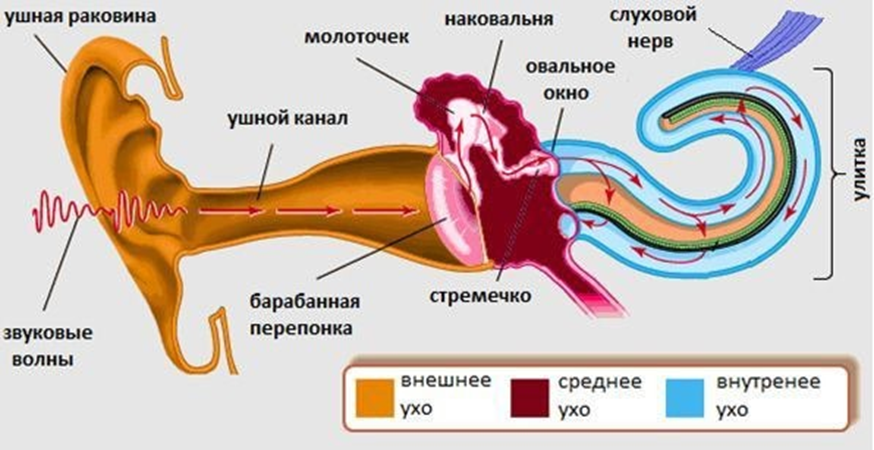 ушная раковина
молоточек
наковальня
слуховой
нерв
овальное
окно
ушной канал
улитка
звуковые
волны
барабанная
перепонка
стремечко
внешнее
ухо
среднее
ухо
внутренее
ухо